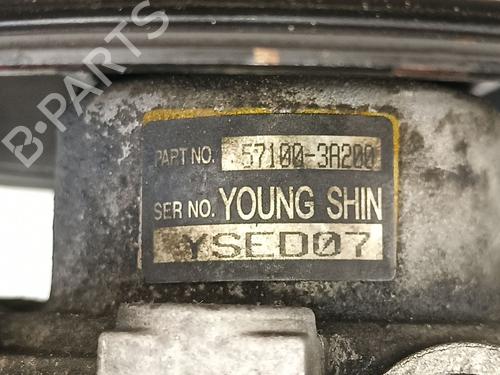 PART NO. 57100-3A200
SER NO. YOUNG SHIN
YSED07
B-PARTS